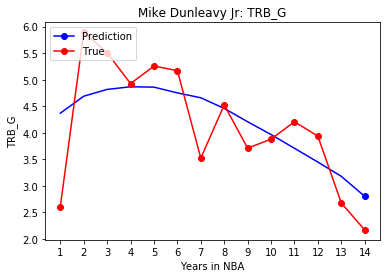 Mike Dunleavy Jr: TRB_G
6.0
5.5
5.0
4.5
4.0
3.5
3.0
2.5
2.0
TRB_G
Prediction
True
1 2 3 4 5 6 7 8 9 10 11 12 13 14
Years in NBA